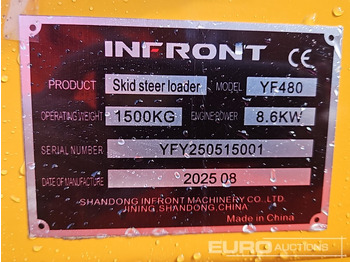 INFRONT CE
PRODUCT Skid steer loader MODEL YF480
OPERATING WEIGHT 1500KG ENGINE POWER 8.6KW
SERIAL NUMBER YFY250515001
DATE OF MANUFACTURE 2025 08
SHANDONG INFRONT MACHINERY CO.,LTD.
JINING,SHANDONG,CHINA
Made in China
EURO AUCTIONS